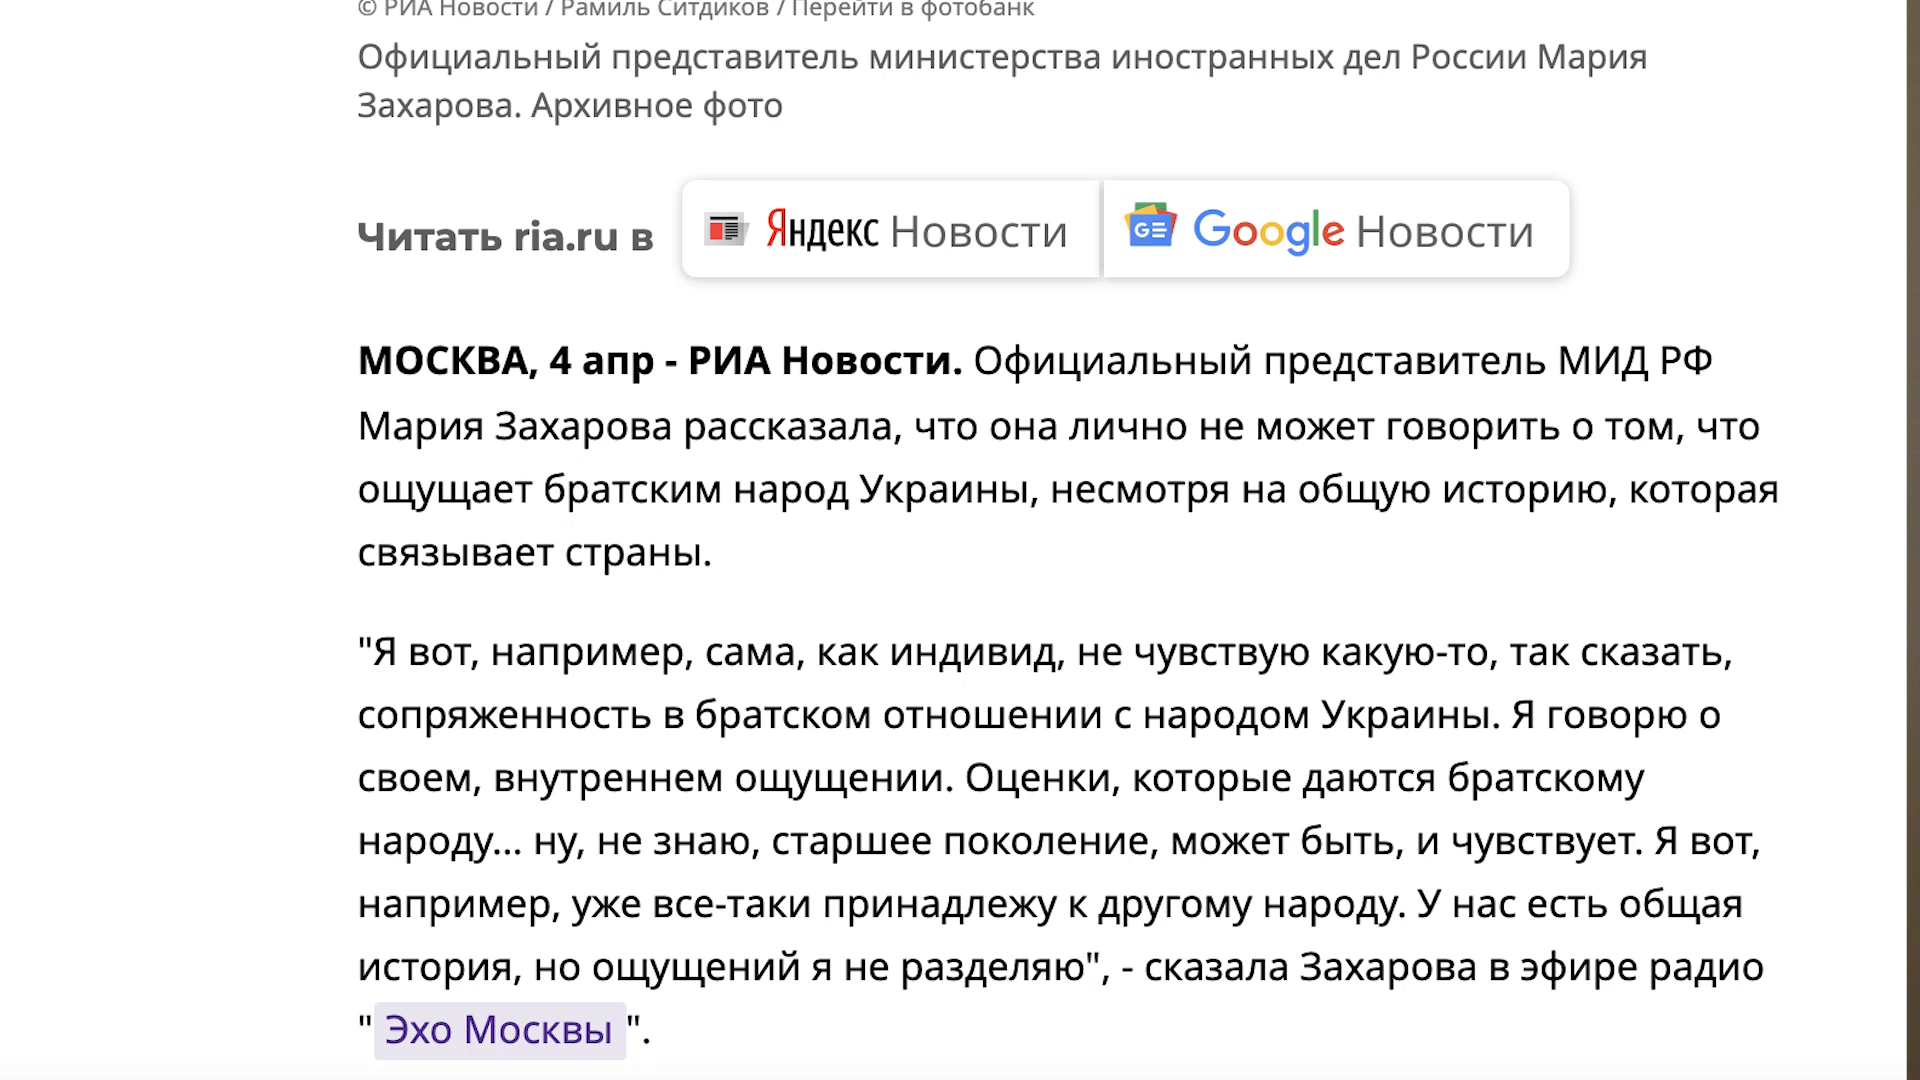 © РИА Новости / Рамиль Ситдиков / Перейти в фотобанк
Официальный представитель министерства иностранных дел России Мария
Захарова. Архивное фото
Читать ria.ru в
Яндекс Новости
GE Google Новости
МОСКВА, 4 апр - РИА Новости. Официальный представитель МИД РФ
Мария Захарова рассказала, что она лично не может говорить о том, что
ощущает братским народ Украины, несмотря на общую историю, которая
связывает страны.
"Я вот, например, сама, как индивид, не чувствую какую-то, так сказать,
сопряженность в братском отношении с народом Украины. Я говорю о
своем, внутреннем ощущении. Оценки, которые даются братскому
народу... ну, не знаю, старшее поколение, может быть, и чувствует. Я вот,
например, уже все-таки принадлежу к другому народу. У нас есть общая
история, но ощущений я не разделяю", - сказала Захарова в эфире радио
"Эхо Москвы".